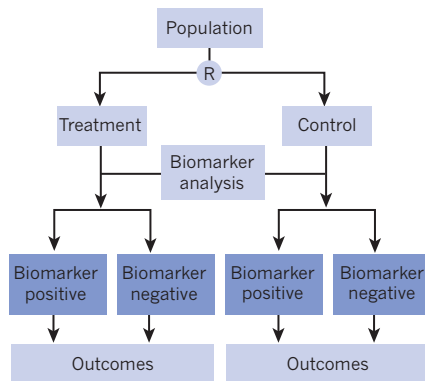 Population
R
Treatment
Control
Biomarker
analysis
Biomarker
positive
Biomarker
negative
Biomarker
positive
Biomarker
negative
Outcomes
Outcomes